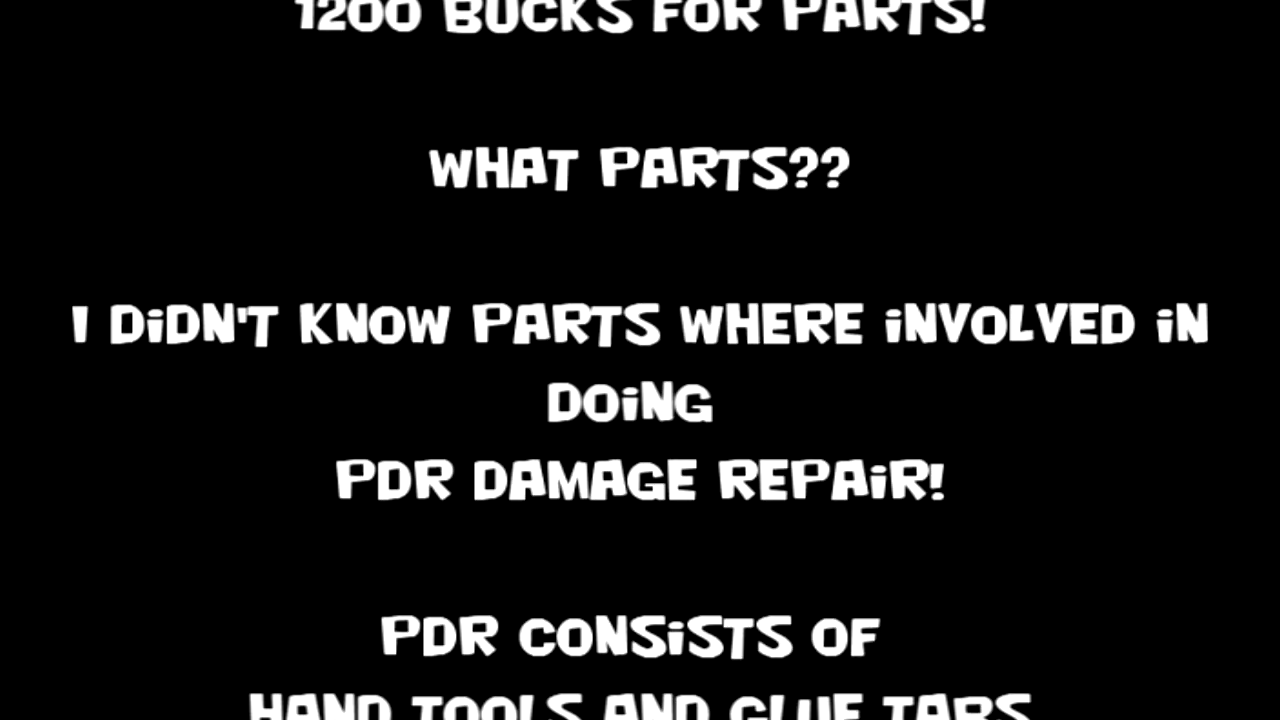 1200 BUCKS FOR PARTS!
WHAT PARTS??
I DiDN'T KNOW PARTS WHERE iNVOLVED iN
DOiNG
PDR DAMAGE REPAiR!
PDR CONSiSTS OF
HAND TOOLS AND GLUE TABS